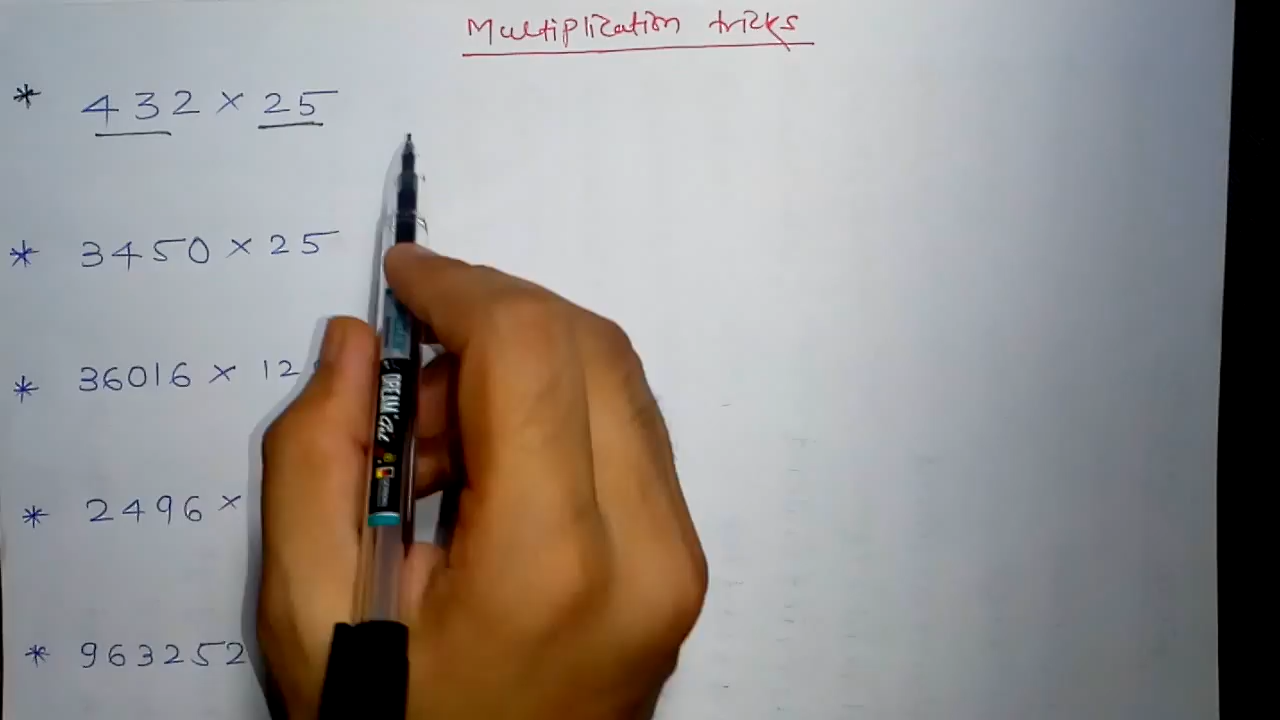 Multiplication tricks
* 432 × 25
* 3450 × 25
* 36016 × 12
* 2496 ×
* 963252